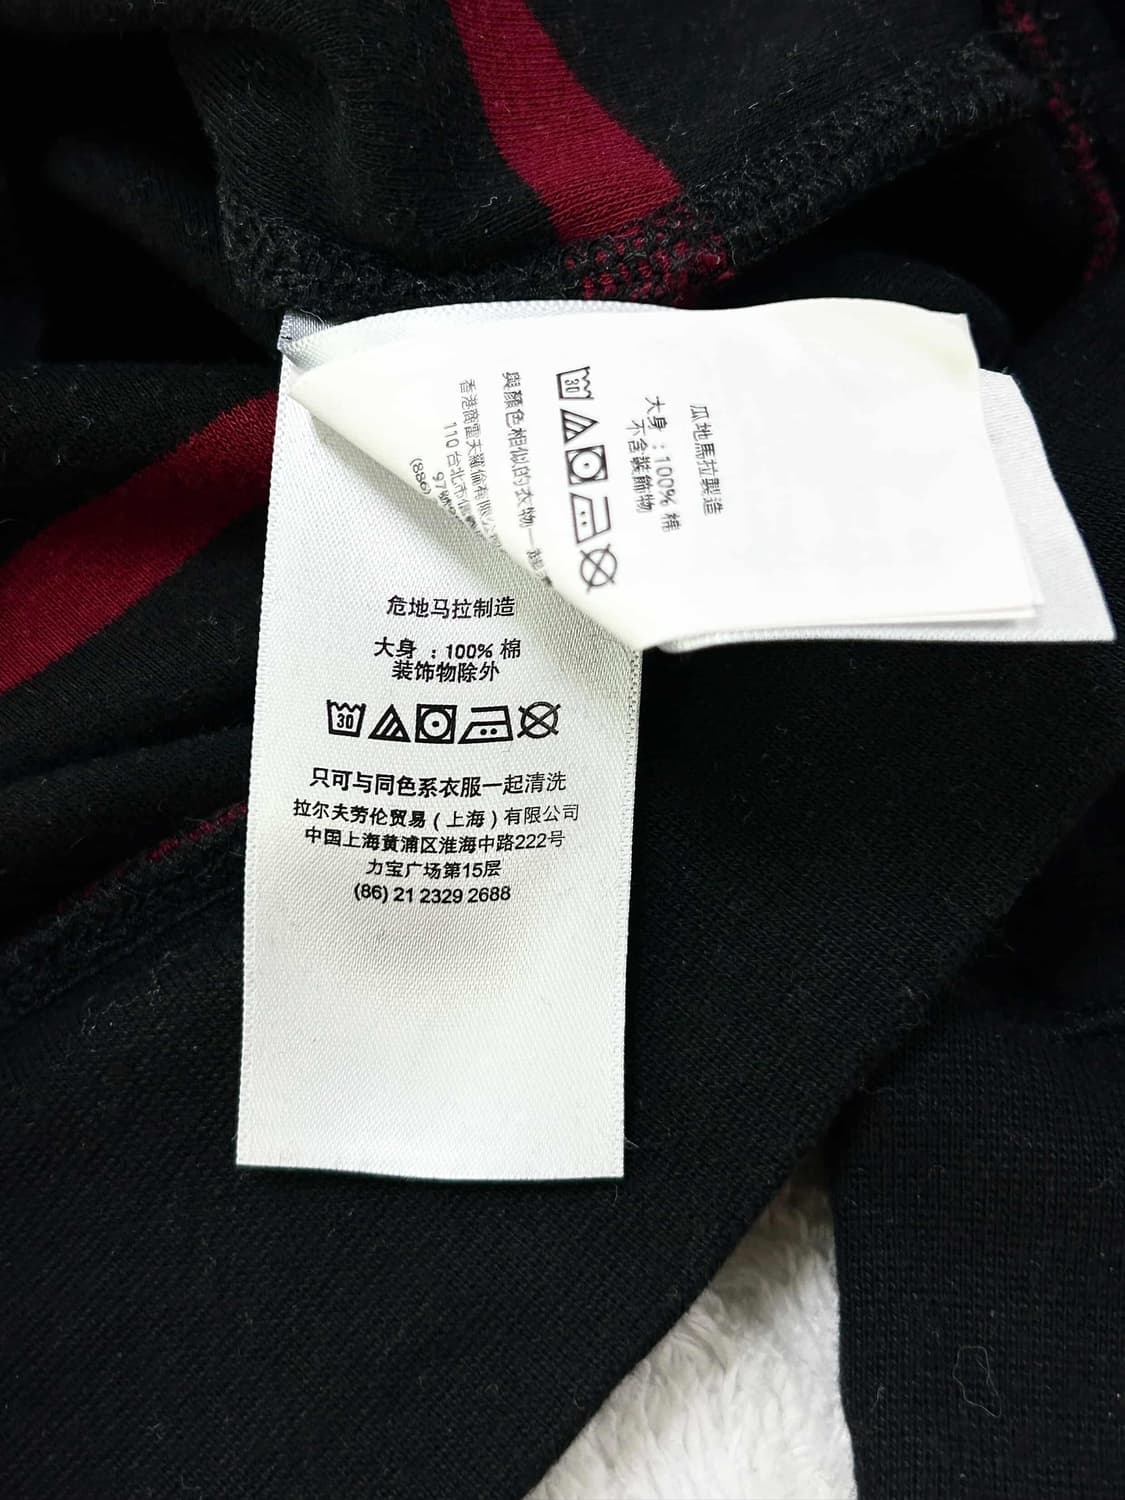 瓜地馬拉製造
大身：100% 棉
不含裝飾物
30
與顏色相似的衣物一起
香港商霍夫羅倫有限公
110 台北市信
(886)
危地马拉制造
大身 : 100% 棉
装饰物除外
30
只可与同色系衣服一起清洗
拉尔夫劳伦贸易 ( 上海 ) 有限公司
中国上海黄浦区淮海中路222号
力宝广场第15层
(86) 21 2329 2688